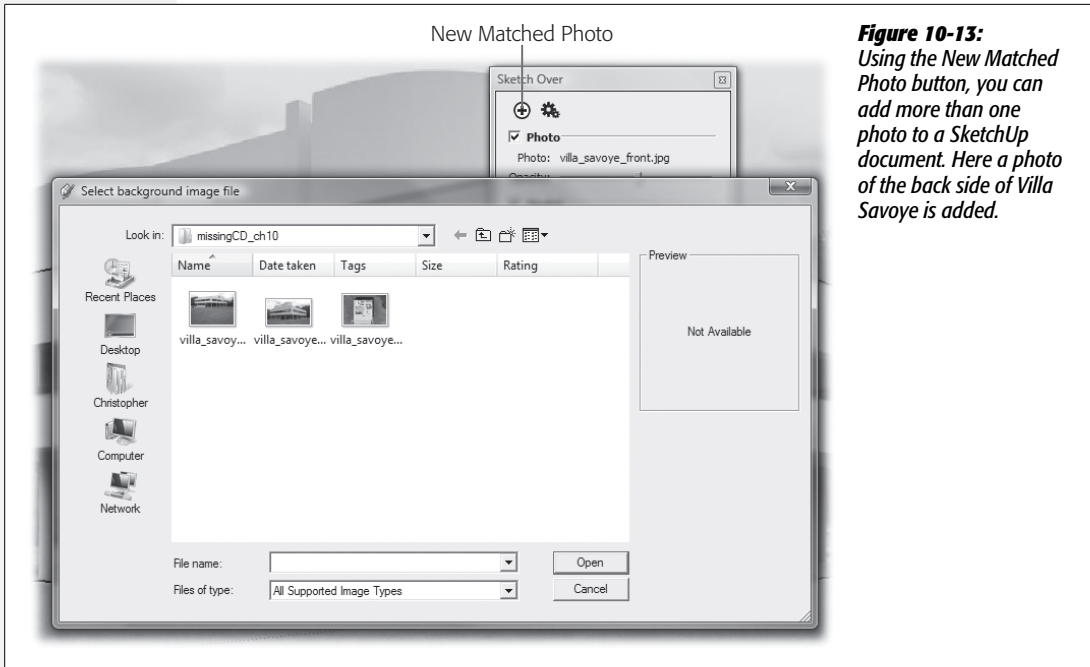 New Matched Photo
Sketch Over
Photo
Photo: villa_savoye_front.jpg
Opacity:
Select background image file
Look in: missingCD_ch10
Name Date taken Tags Size Rating
Preview
Not Available
Recent Places
Desktop
Christopher
Computer
Network
villa_savoy... villa_savoye... villa_savoye...
File name:
Open
Files of type: All Supported Image Types
Cancel
Figure 10-13:
Using the New Matched
Photo button, you can
add more than one
photo to a SketchUp
document. Here a photo
of the back side of Villa
Savoye is added.